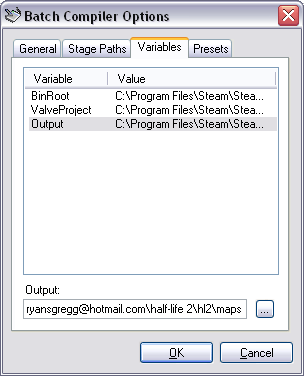 Batch Compiler Options
General Stage Paths Variables Presets
Variable Value
BinRoot C:\Program Files\Steam\Stea...
ValveProject C:\Program Files\Steam\Stea...
Output C:\Program Files\Steam\Stea...
Output:
ryansgregg@hotmail.com\half-life 2\hl2\maps ...
OK Cancel